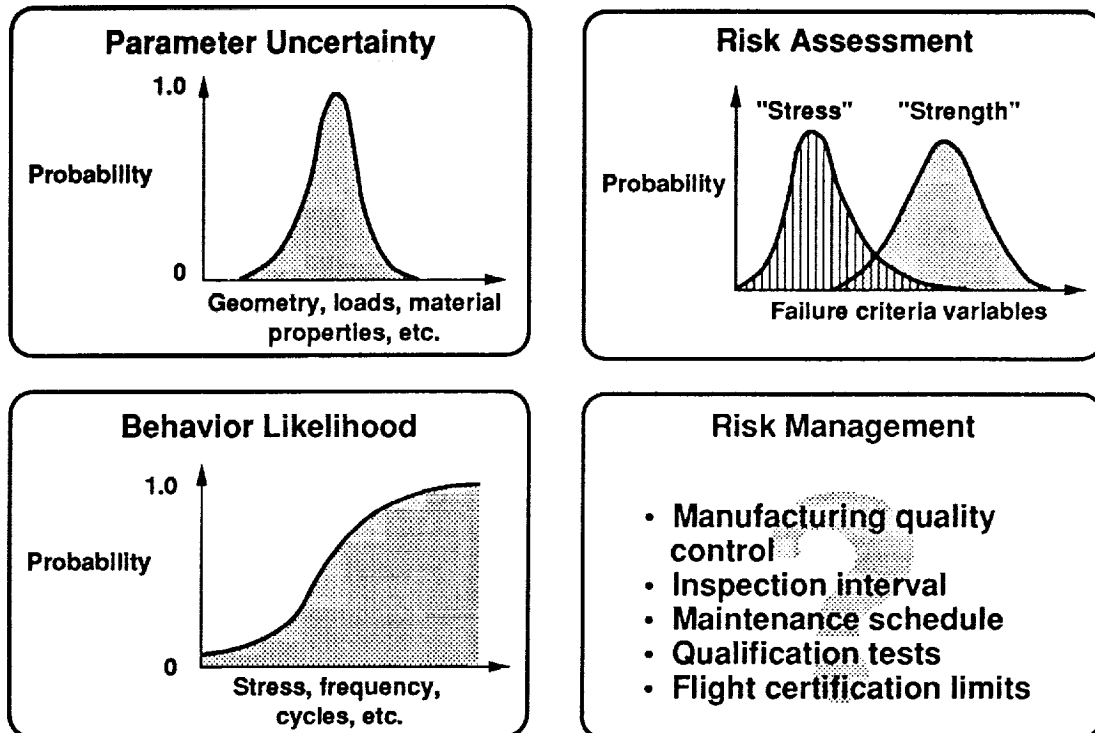 Parameter Uncertainty
1.0
Probability
0
Geometry, loads, material
properties, etc.
Risk Assessment
"Stress"
"Strength"
Probability
Failure criteria variables
Behavior Likelihood
1.0
Probability
0
Stress, frequency,
cycles, etc.
Risk Management
?
• Manufacturing quality
control
• Inspection interval
• Maintenance schedule
• Qualification tests
• Flight certification limits